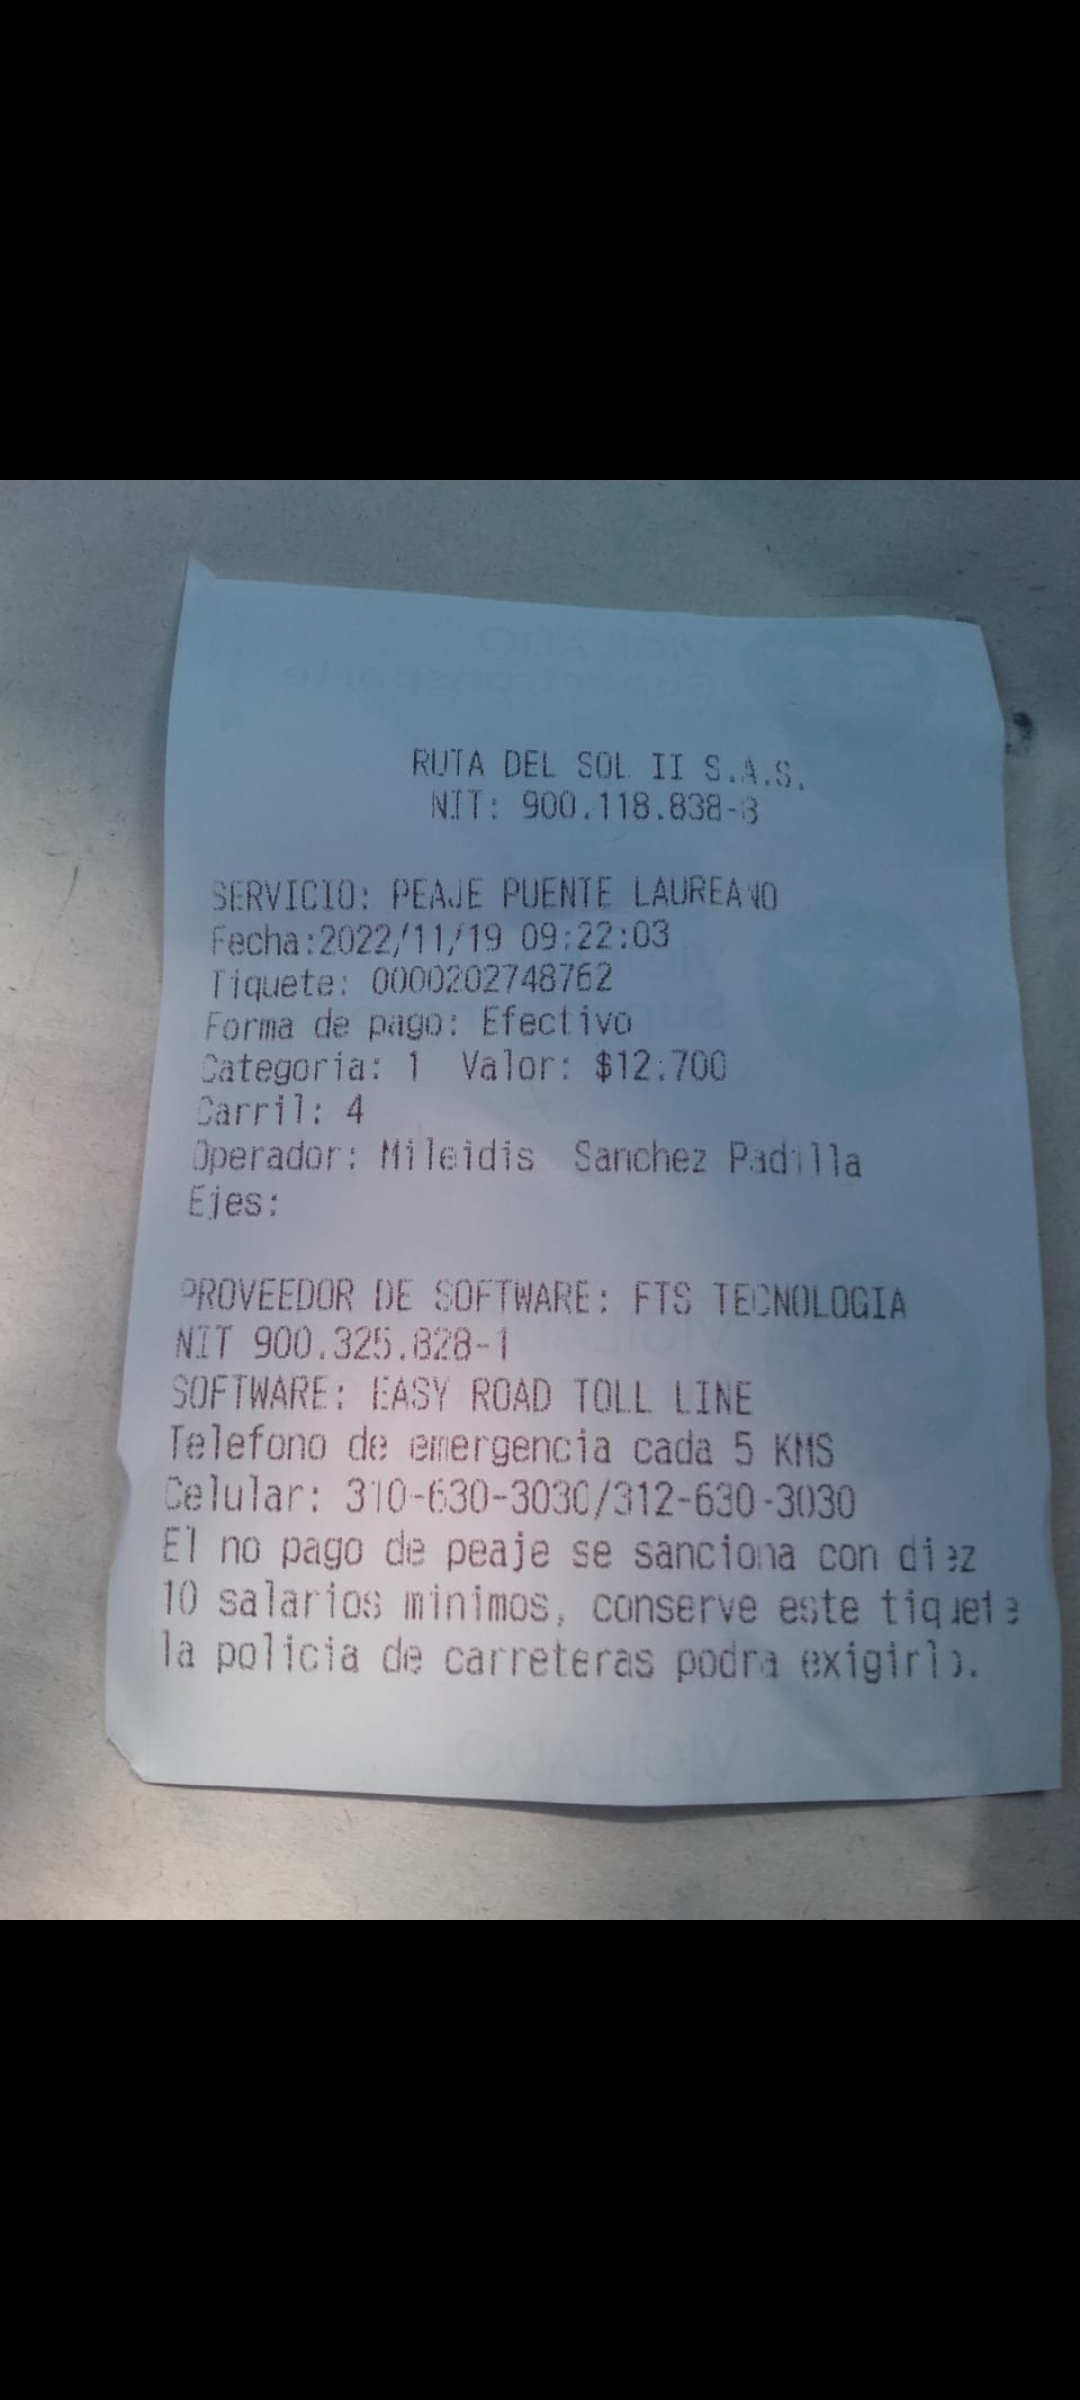 RUTA DEL SOL II S.A.S.
NIT: 900.118.838-8
SERVICIO: PEAJE PUENTE LAUREANO
Fecha:2022/11/19 09:22:03
Tiquete: 0000202748762
Forma de pago: Efectivo
Categoria: 1 Valor: $12.700
Carril: 4
Operador: Mileidis Sanchez Padilla
Ejes:
PROVEEDOR DE SOFTWARE: FTS TECNOLOGIA
NIT 900.325.828-1
SOFTWARE: EASY ROAD TOLL LINE
Telefono de emergencia cada 5 KMS
Celular: 310-630-3030/312-630-3030
El no pago de peaje se sanciona con diez
10 salarios minimos, conserve este tiquete
la policia de carreteras podra exigirlo.